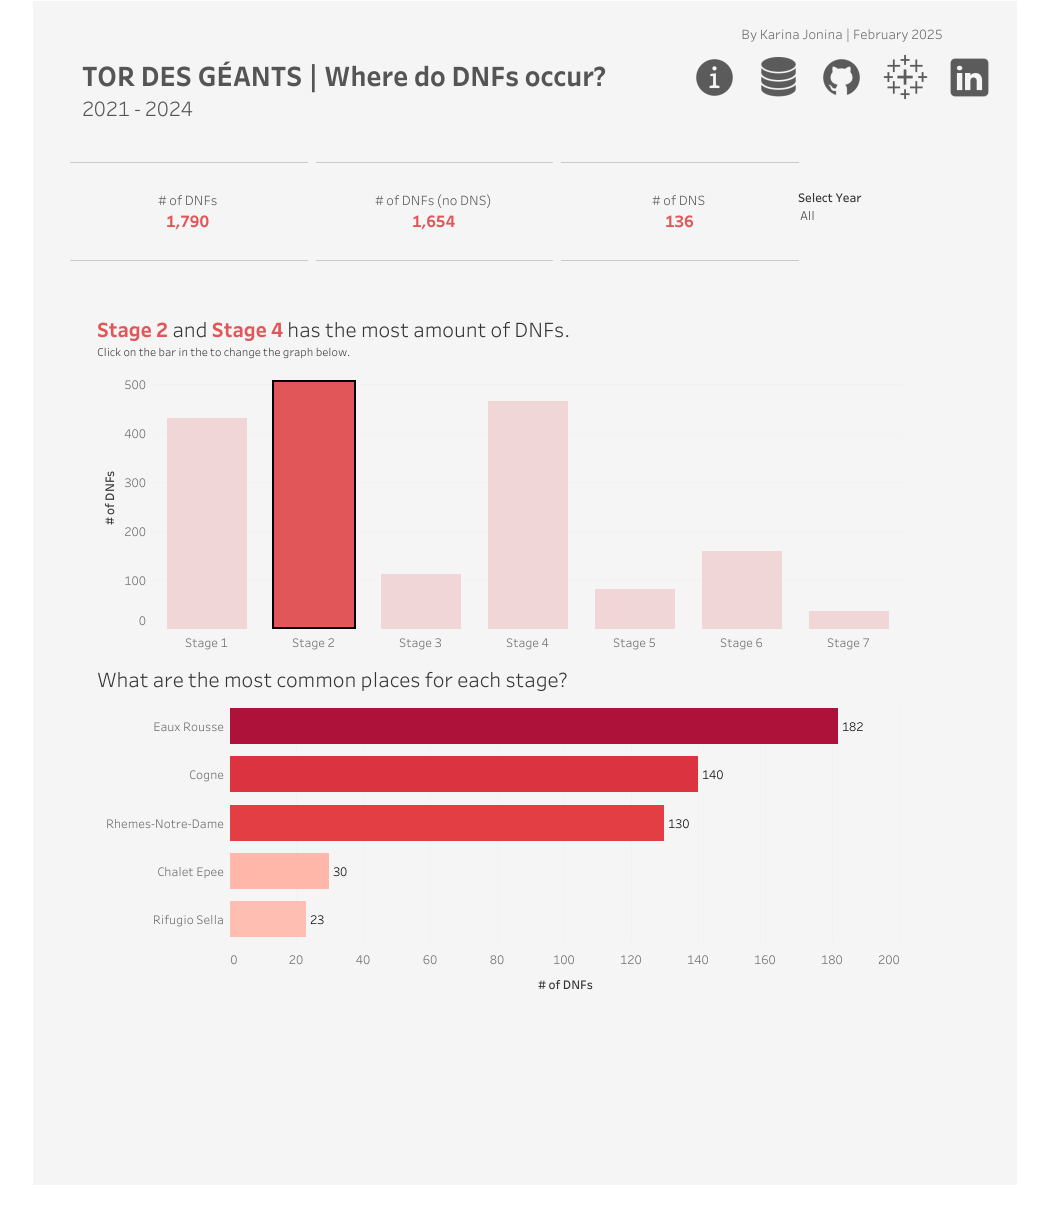 By Karina Jonina | February 2025
TOR DES GÉANTS | Where do DNFs occur?
2021 - 2024
# of DNFs
1,790
# of DNFs (no DNS)
1,654
# of DNS
136
Select Year
All
Stage 2 and Stage 4 has the most amount of DNFs.
Click on the bar in the to change the graph below.
500
400
300
200
100
0
# of DNFs
Stage 1 Stage 2 Stage 3 Stage 4 Stage 5 Stage 6 Stage 7
What are the most common places for each stage?
Eaux Rousse 182
Cogne 140
Rhemes-Notre-Dame 130
Chalet Epee 30
Rifugio Sella 23
0 20 40 60 80 100 120 140 160 180 200
# of DNFs